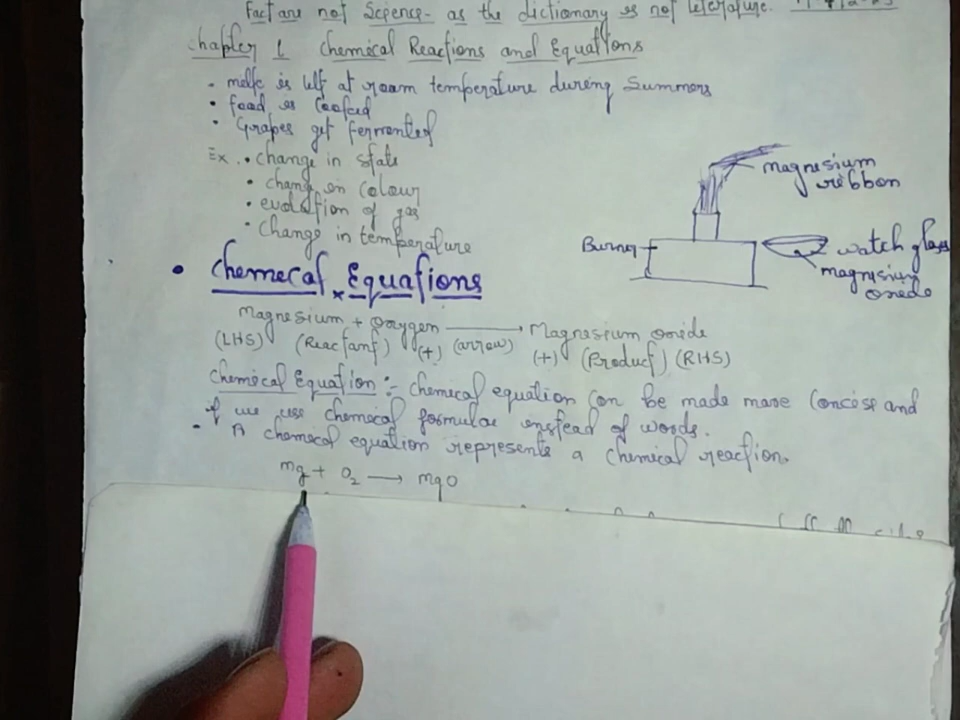 Fact are not Science- as the dictionary is not literature.
Chapter 1 Chemical Reactions and Equations
• milk is left at room temperature during Summers
• Food is Cooked
• Grapes get fermented
Ex. • change in state
• change in colour
• evolution of gas
• Change in temperature
magnesium
ribbon
Burner
watch glass
magnesium
oxide
• Chemical Equations
Magnesium + Oxygen ⟶ Magnesium oxide
(LHS) (Reactant) (+) (arrow) (+) (Product) (RHS)
Chemical Equation :- Chemical equation can be made more Concise and
if we use chemical formulae instead of words.
• A chemical equation represents a chemical reaction.
Mg + O₂ ⟶ MgO